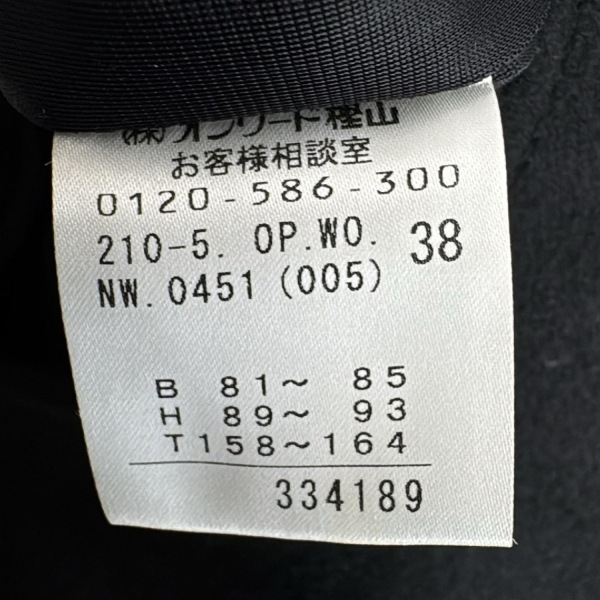 (株)オンワード樫山
お客様相談室
0120-586-300
210-5. OP.WO. 38
NW.0451(005)
B 81～ 85
H 89～ 93
T158～164
334189